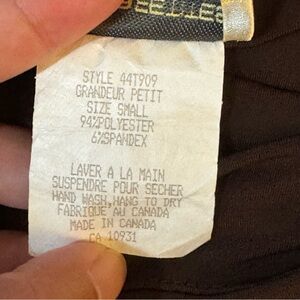 STYLE 44T909
GRANDEUR PETIT
SIZE SMALL
94%POLYESTER
6%SPANDEX
LAVER A LA MAIN
SUSPENDRE POUR SECHER
HAND WASH, HANG TO DRY
FABRIQUE AU CANADA
MADE IN CANADA
CA 10931